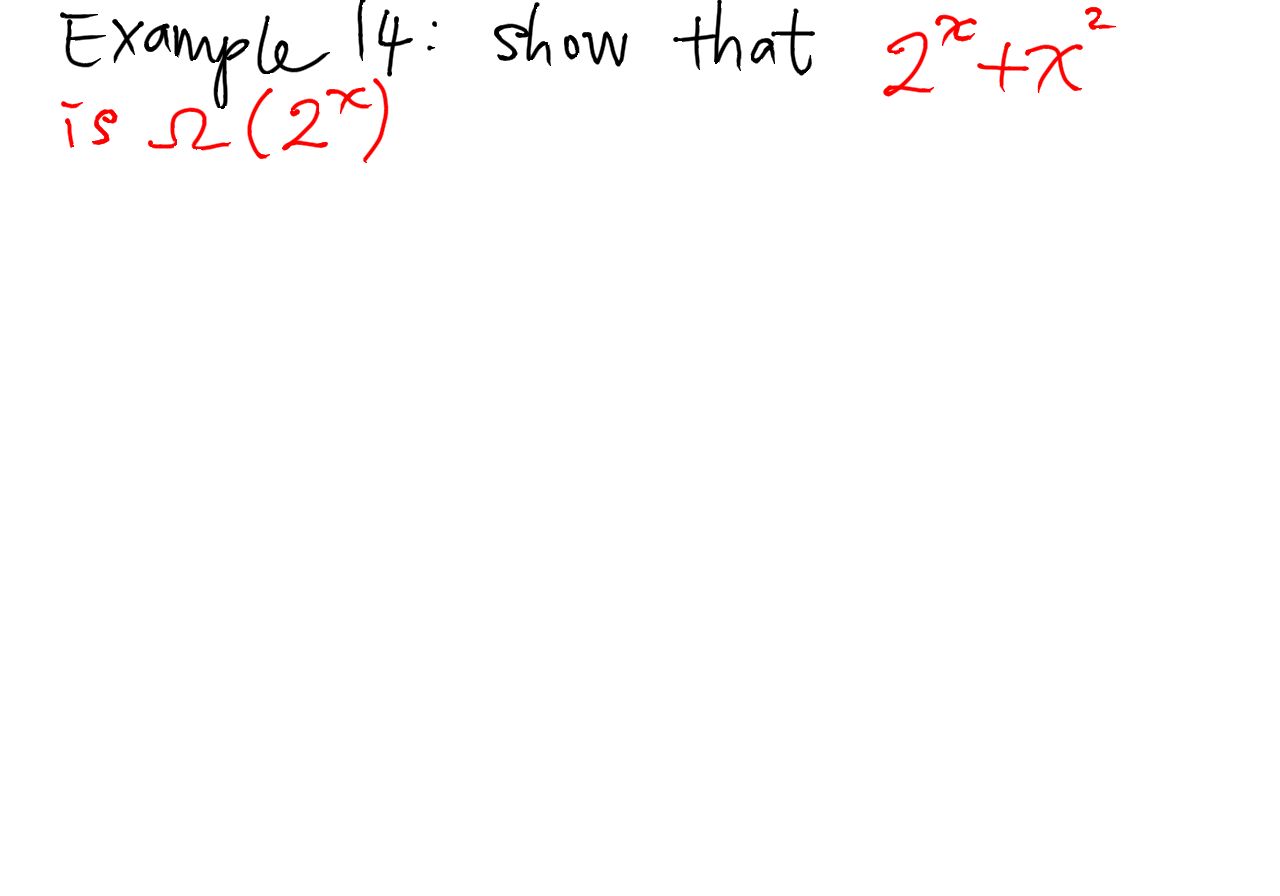 Example 14: show that 2^x + x^2
is Ω(2^x)